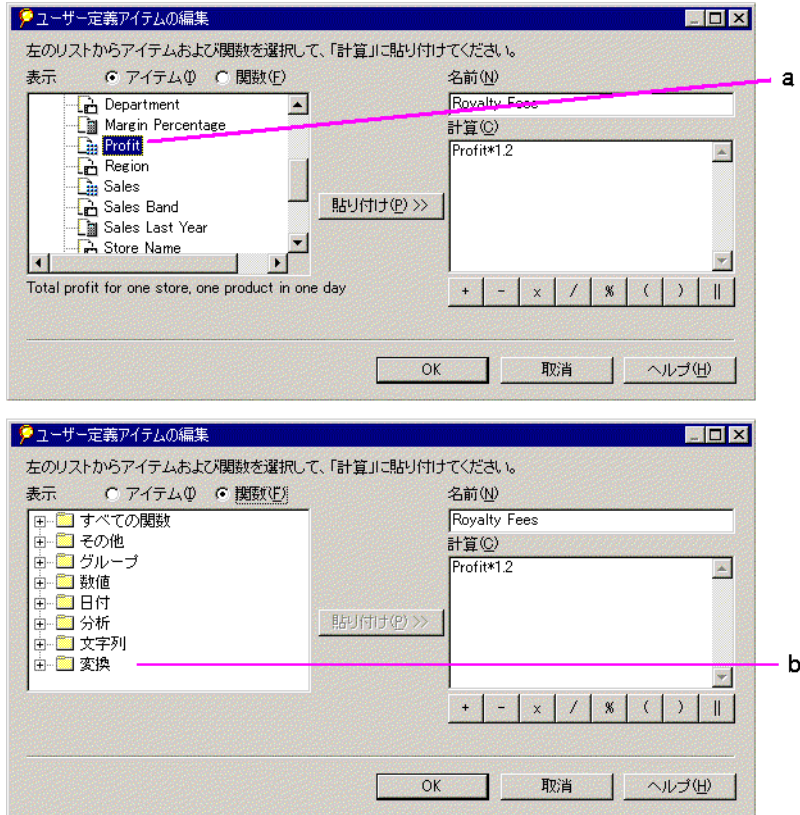 ユーザー定義アイテムの編集
左のリストからアイテムおよび関数を選択して、「計算」に貼り付けてください。
表示 アイテム(I) 関数(F) 名前(N)
Department Royalty Fees
Margin Percentage 計算(C)
Profit Profit*1.2
Region
Sales
Sales Band 貼り付け(P) >>
Sales Last Year
Store Name
Total profit for one store, one product in one day + - x / % ( ) ||
OK 取消 ヘルプ(H)
a
ユーザー定義アイテムの編集
左のリストからアイテムおよび関数を選択して、「計算」に貼り付けてください。
表示 アイテム(I) 関数(F) 名前(N)
すべての関数 Royalty Fees
その他 計算(C)
グループ Profit*1.2
数値
日付
分析 貼り付け(P) >>
文字列
変換
b
+ - x / % ( ) ||
OK 取消 ヘルプ(H)